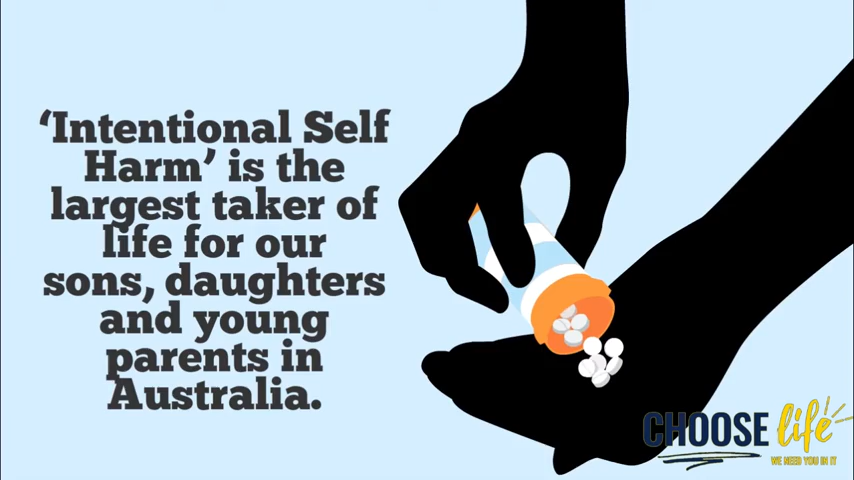 ‘Intentional Self
Harm’ is the
largest taker of
life for our
sons, daughters
and young
parents in
Australia.
CHOOSE life
WE NEED YOU IN IT